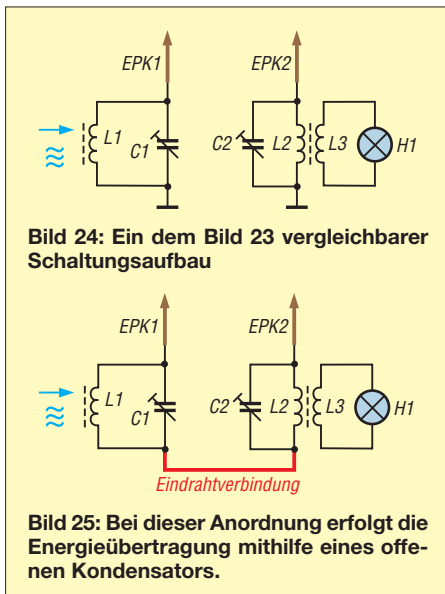 EPK1 EPK2
L1 C1 C2 L2 L3 H1
Bild 24: Ein dem Bild 23 vergleichbarer
Schaltungsaufbau
EPK1 EPK2
L1 C1 C2 L2 L3 H1
Eindrahtverbindung
Bild 25: Bei dieser Anordnung erfolgt die
Energieübertragung mithilfe eines offe-
nen Kondensators.